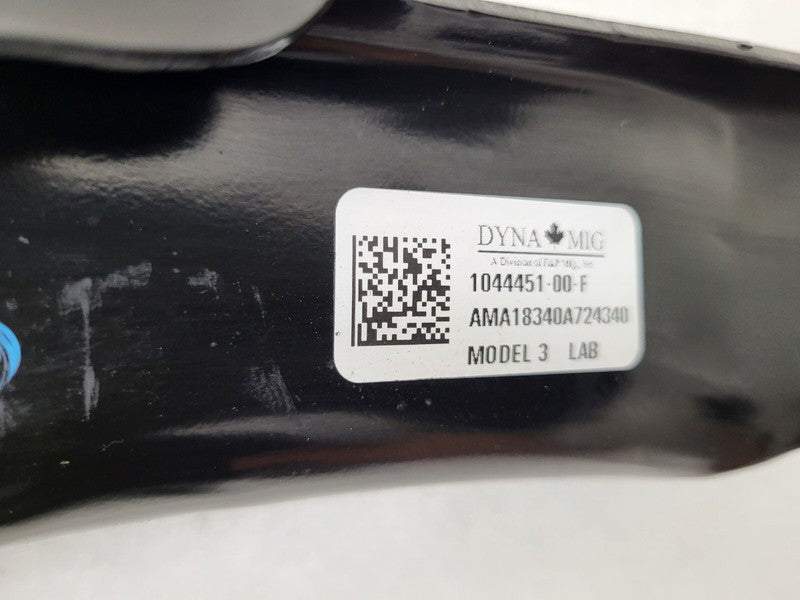 DYNA MIG
A Division of F&P Mfg., Inc.
1044451-00-F
AMA18340A724340
MODEL 3 LAB